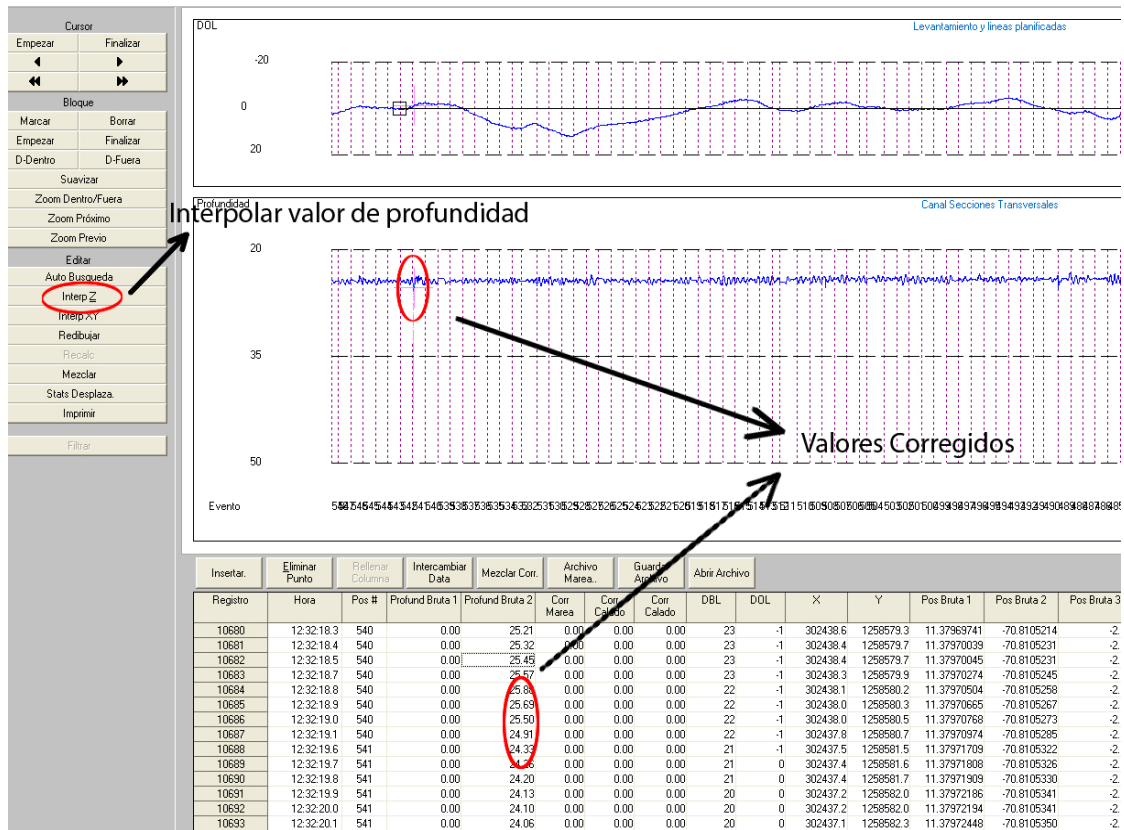 Cursor
Empezar Finalizar
Bloque
Marcar Borrar
Empezar Finalizar
D-Dentro D-Fuera
Suavizar
Zoom Dentro/Fuera
Zoom Próximo
Zoom Previo
Editar
Auto Busqueda
Interp Z
Interp XY
Redibujar
Recalc
Mezclar
Stats Desplaza.
Imprimir
Filtrar
DOL Levantamiento y lineas planificadas
-20
0
20
Profundidad Canal Secciones Transversales
Interpolar valor de profundidad
20
35
50
Valores Corregidos
Evento
Insertar. Eliminar Punto Rellenar Columna Intercambiar Data Mezclar Corr. Archivo Marea.. Guardar Archivo Abrir Archivo
Registro Hora Pos # Profund Bruta 1 Profund Bruta 2 Corr Marea Corr Calado Corr Calado DBL DOL X Y Pos Bruta 1 Pos Bruta 2 Pos Bruta 3
10680 12:32:18.3 540 0.00 25.21 0.00 0.00 0.00 23 -1 302438.6 1258579.3 11.37969741 -70.8105214 -2.
10681 12:32:18.4 540 0.00 25.32 0.00 0.00 0.00 23 -1 302438.4 1258579.7 11.37970039 -70.8105231 -2.
10682 12:32:18.5 540 0.00 25.45 0.00 0.00 0.00 23 -1 302438.4 1258579.7 11.37970045 -70.8105231 -2.
10683 12:32:18.7 540 0.00 25.57 0.00 0.00 0.00 23 -1 302438.3 1258579.9 11.37970274 -70.8105245 -2.
10684 12:32:18.8 540 0.00 25.88 0.00 0.00 0.00 22 -1 302438.1 1258580.2 11.37970504 -70.8105258 -2.
10685 12:32:18.9 540 0.00 25.69 0.00 0.00 0.00 22 -1 302438.0 1258580.3 11.37970665 -70.8105267 -2.
10686 12:32:19.0 540 0.00 25.50 0.00 0.00 0.00 22 -1 302438.0 1258580.5 11.37970768 -70.8105273 -2.
10687 12:32:19.1 540 0.00 24.91 0.00 0.00 0.00 22 -1 302437.8 1258580.7 11.37970974 -70.8105285 -2.
10688 12:32:19.6 541 0.00 24.33 0.00 0.00 0.00 21 -1 302437.5 1258581.5 11.37971709 -70.8105322 -2.
10689 12:32:19.7 541 0.00 0.00 0.00 0.00 21 0 302437.4 1258581.6 11.37971808 -70.8105326 -2.
10690 12:32:19.8 541 0.00 24.20 0.00 0.00 0.00 21 0 302437.4 1258581.7 11.37971909 -70.8105330 -2.
10691 12:32:19.9 541 0.00 24.13 0.00 0.00 0.00 20 0 302437.2 1258582.0 11.37972186 -70.8105341 -2.
10692 12:32:20.0 541 0.00 24.10 0.00 0.00 0.00 20 0 302437.2 1258582.0 11.37972194 -70.8105341 -2.
10693 12:32:20.1 541 0.00 24.06 0.00 0.00 0.00 20 0 302437.1 1258582.3 11.37972448 -70.8105350 -2.